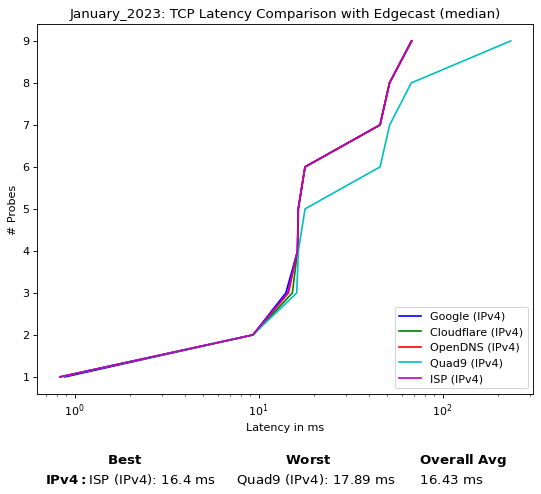 January_2023: TCP Latency Comparison with Edgecast (median)
9
8
7
6
5
4
3
2
1
# Probes
10⁰ 10¹ 10²
Latency in ms
Google (IPv4)
Cloudflare (IPv4)
OpenDNS (IPv4)
Quad9 (IPv4)
ISP (IPv4)
Best Worst Overall Avg
IPv4: ISP (IPv4): 16.4 ms Quad9 (IPv4): 17.89 ms 16.43 ms